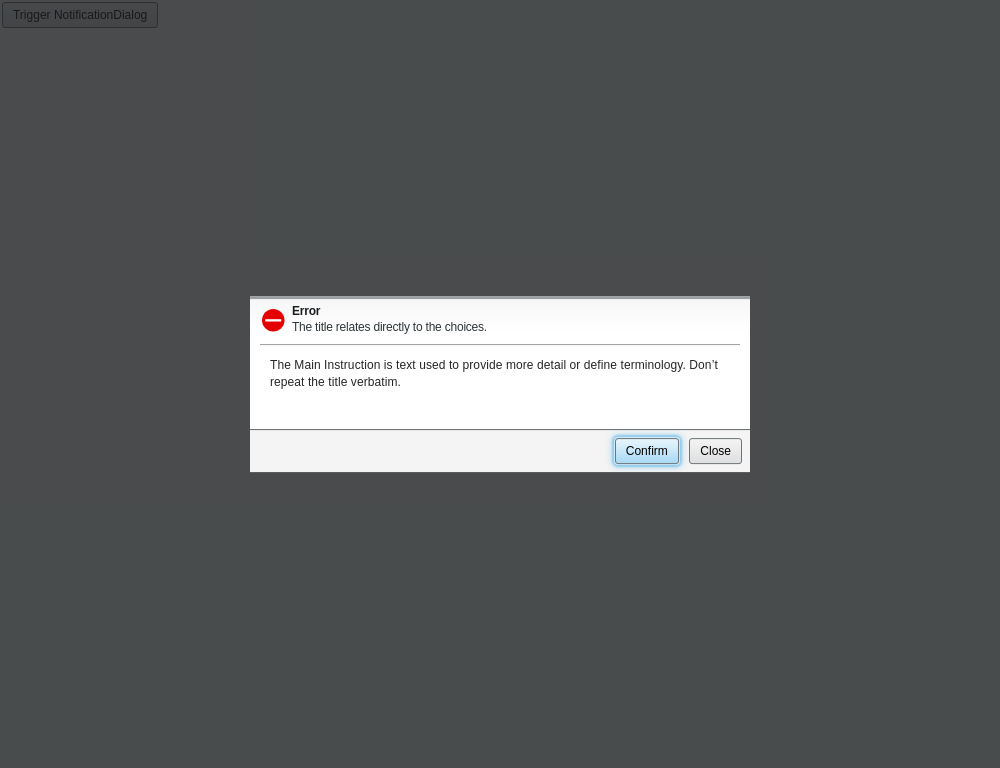 Trigger NotificationDialog
Error
The title relates directly to the choices.
The Main Instruction is text used to provide more detail or define terminology. Don’t
repeat the title verbatim.
Confirm Close